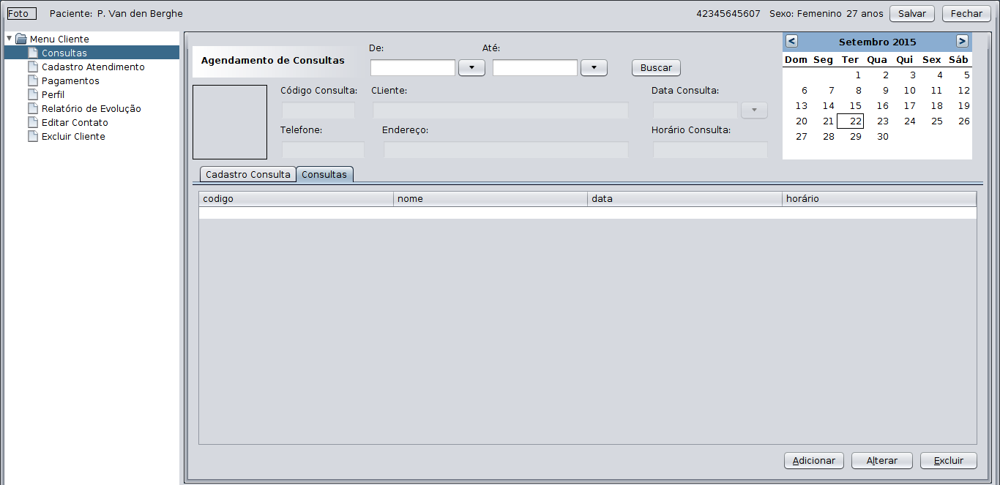 Foto Paciente: P. Van den Berghe 42345645607 Sexo: Femenino 27 anos Salvar Fechar
Menu Cliente
Consultas
Cadastro Atendimento
Pagamentos
Perfil
Relatório de Evolução
Editar Contato
Excluir Cliente
Agendamento de Consultas
De: Até:
Buscar
Código Consulta: CLiente: Data Consulta:
Telefone: Endereço: Horário Consulta:
< Setembro 2015 >
Dom Seg Ter Qua Qui Sex Sáb
1 2 3 4 5
6 7 8 9 10 11 12
13 14 15 16 17 18 19
20 21 22 23 24 25 26
27 28 29 30
Cadastro Consulta Consultas
codigo nome data horário
Adicionar Alterar Excluir